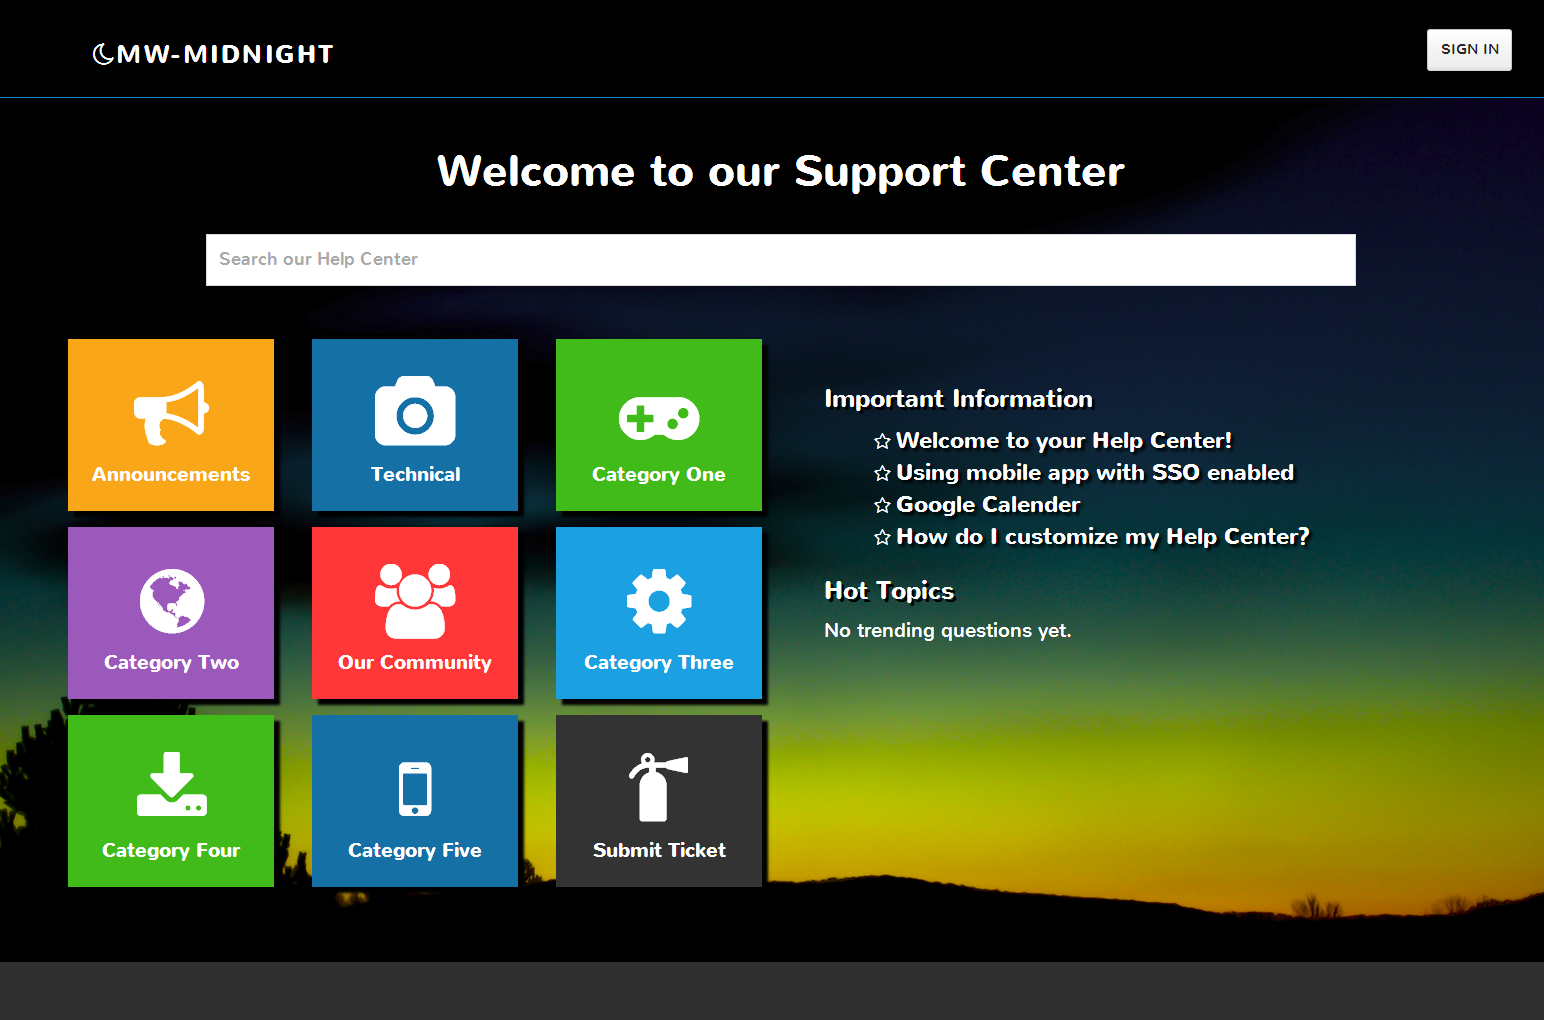 MW-MIDNIGHT
SIGN IN
Welcome to our Support Center
Search our Help Center
Announcements
Technical
Category One
Category Two
Our Community
Category Three
Category Four
Category Five
Submit Ticket
Important Information
Welcome to your Help Center!
Using mobile app with SSO enabled
Google Calender
How do I customize my Help Center?
Hot Topics
No trending questions yet.